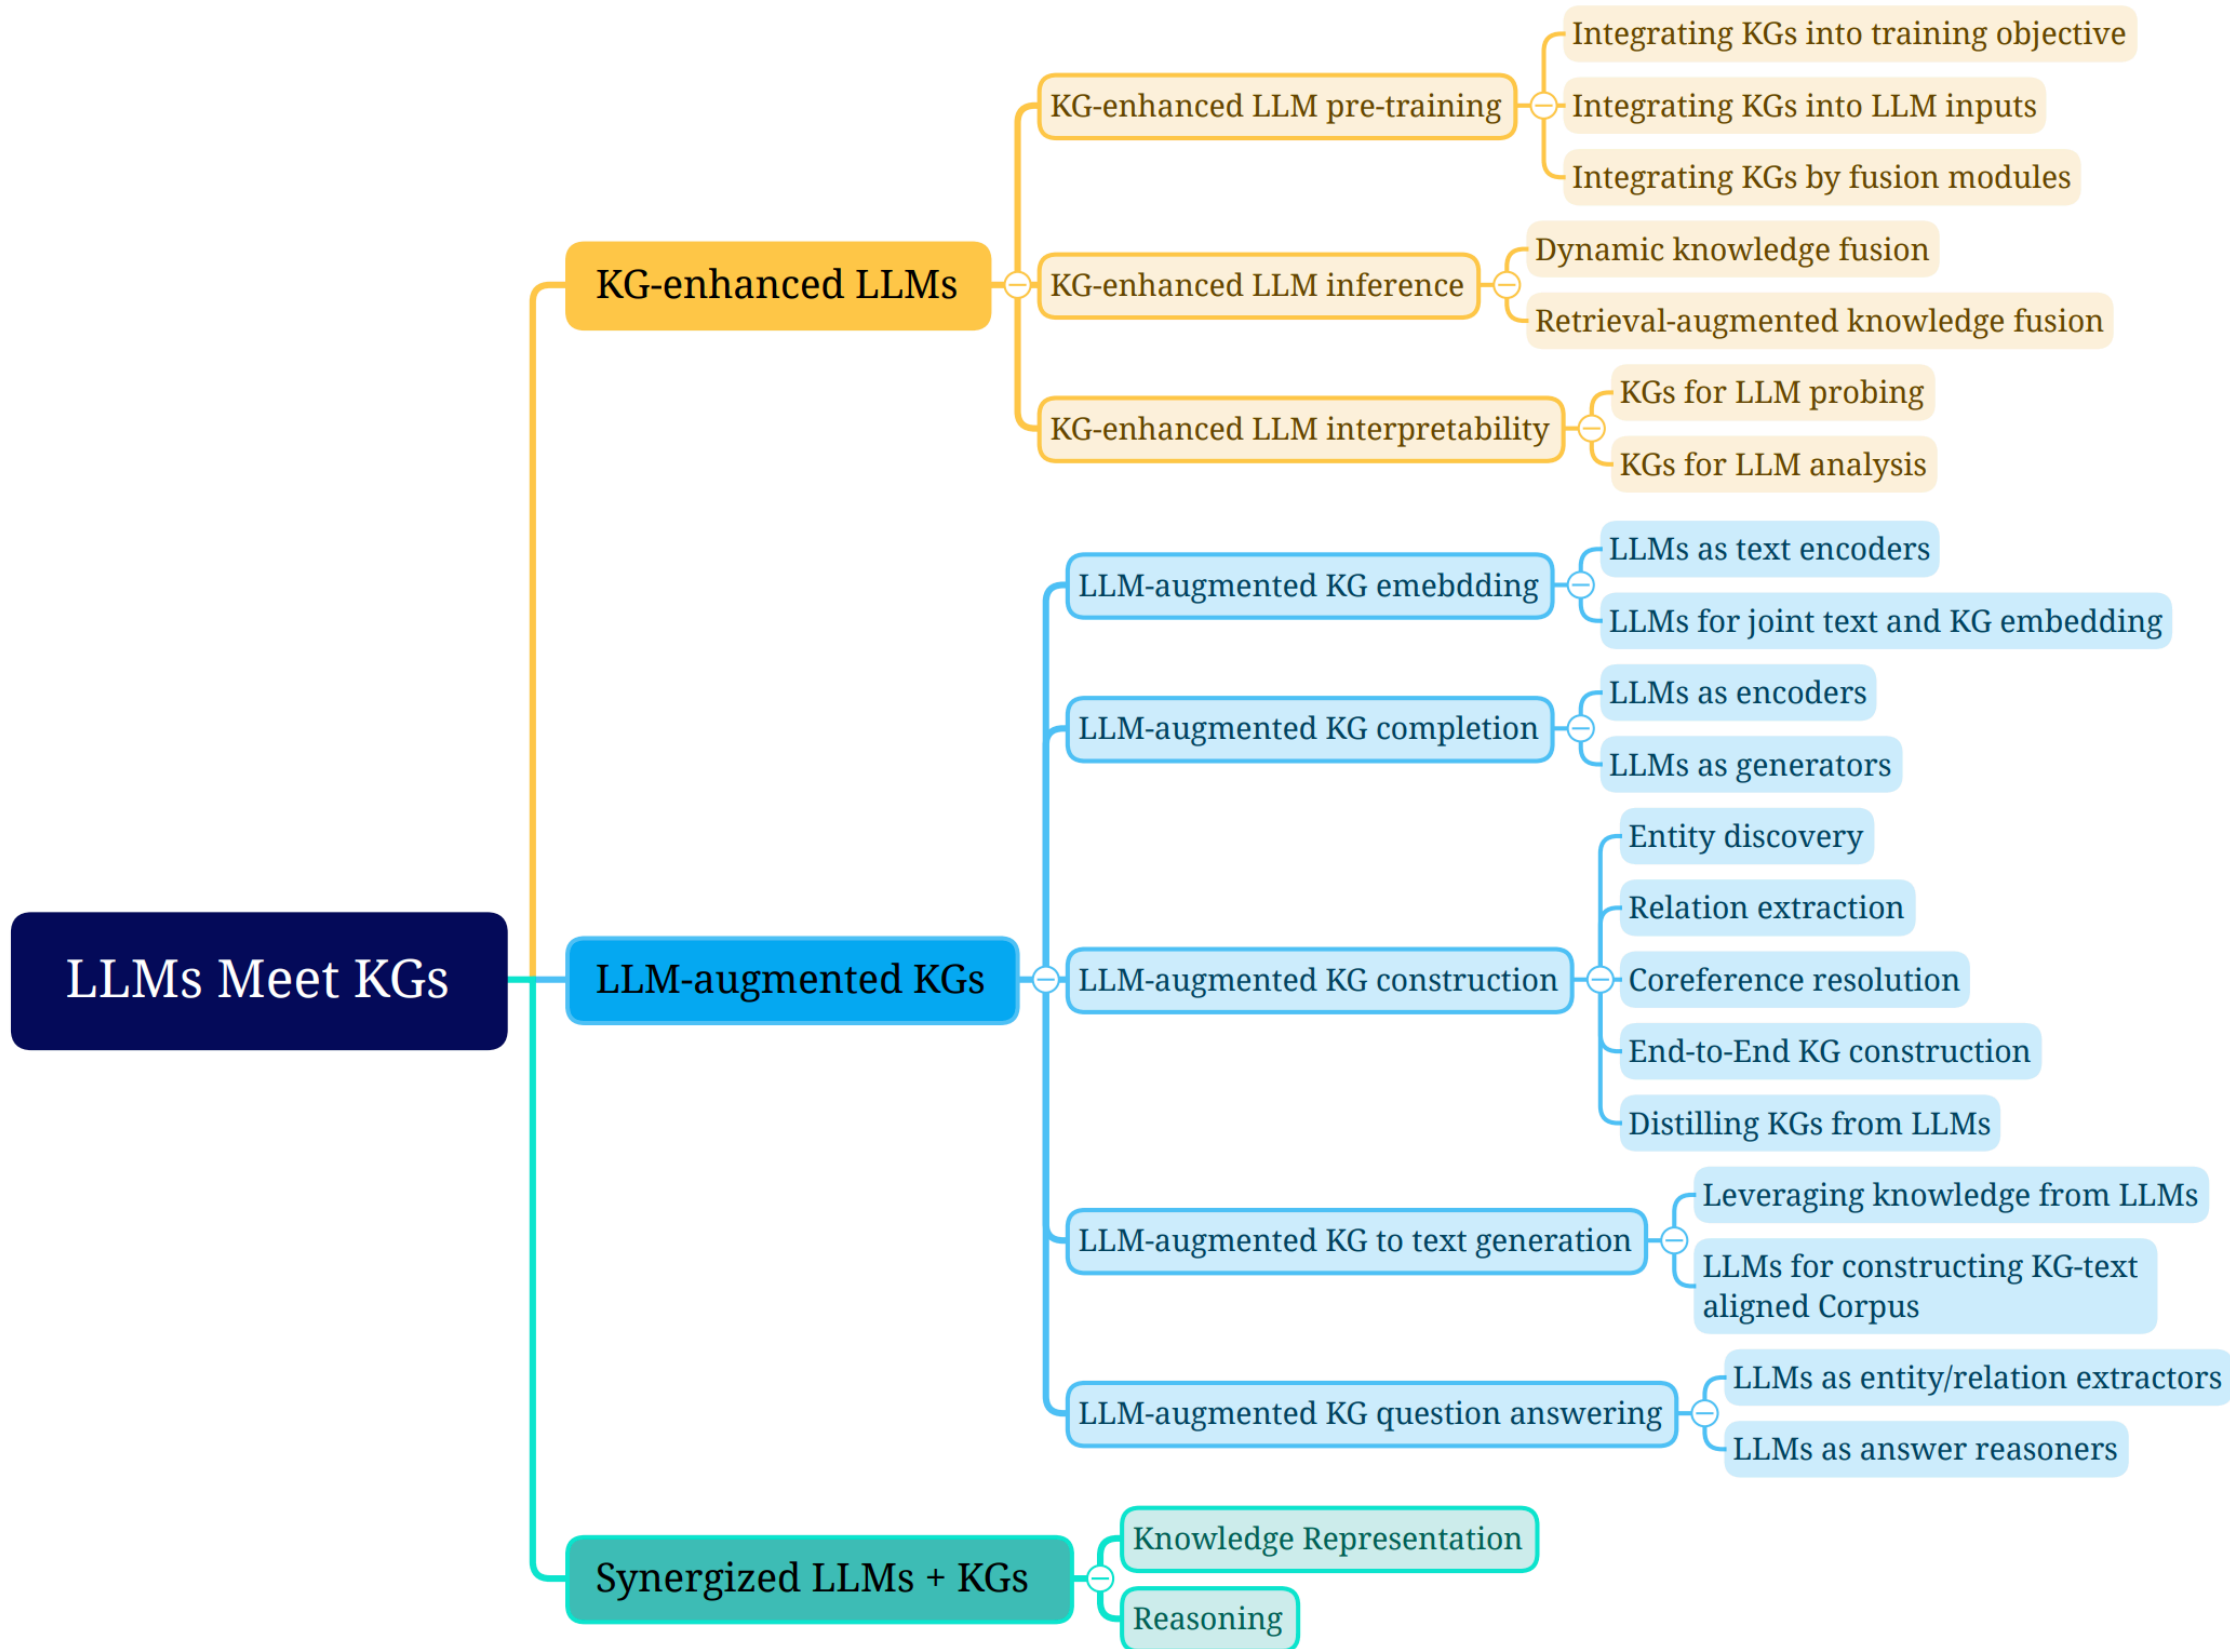 LLMs Meet KGs
KG-enhanced LLMs
KG-enhanced LLM pre-training
Integrating KGs into training objective
Integrating KGs into LLM inputs
Integrating KGs by fusion modules
KG-enhanced LLM inference
Dynamic knowledge fusion
Retrieval-augmented knowledge fusion
KG-enhanced LLM interpretability
KGs for LLM probing
KGs for LLM analysis
LLM-augmented KGs
LLM-augmented KG emebdding
LLMs as text encoders
LLMs for joint text and KG embedding
LLM-augmented KG completion
LLMs as encoders
LLMs as generators
LLM-augmented KG construction
Entity discovery
Relation extraction
Coreference resolution
End-to-End KG construction
Distilling KGs from LLMs
LLM-augmented KG to text generation
Leveraging knowledge from LLMs
LLMs for constructing KG-text
aligned Corpus
LLM-augmented KG question answering
LLMs as entity/relation extractors
LLMs as answer reasoners
Synergized LLMs + KGs
Knowledge Representation
Reasoning